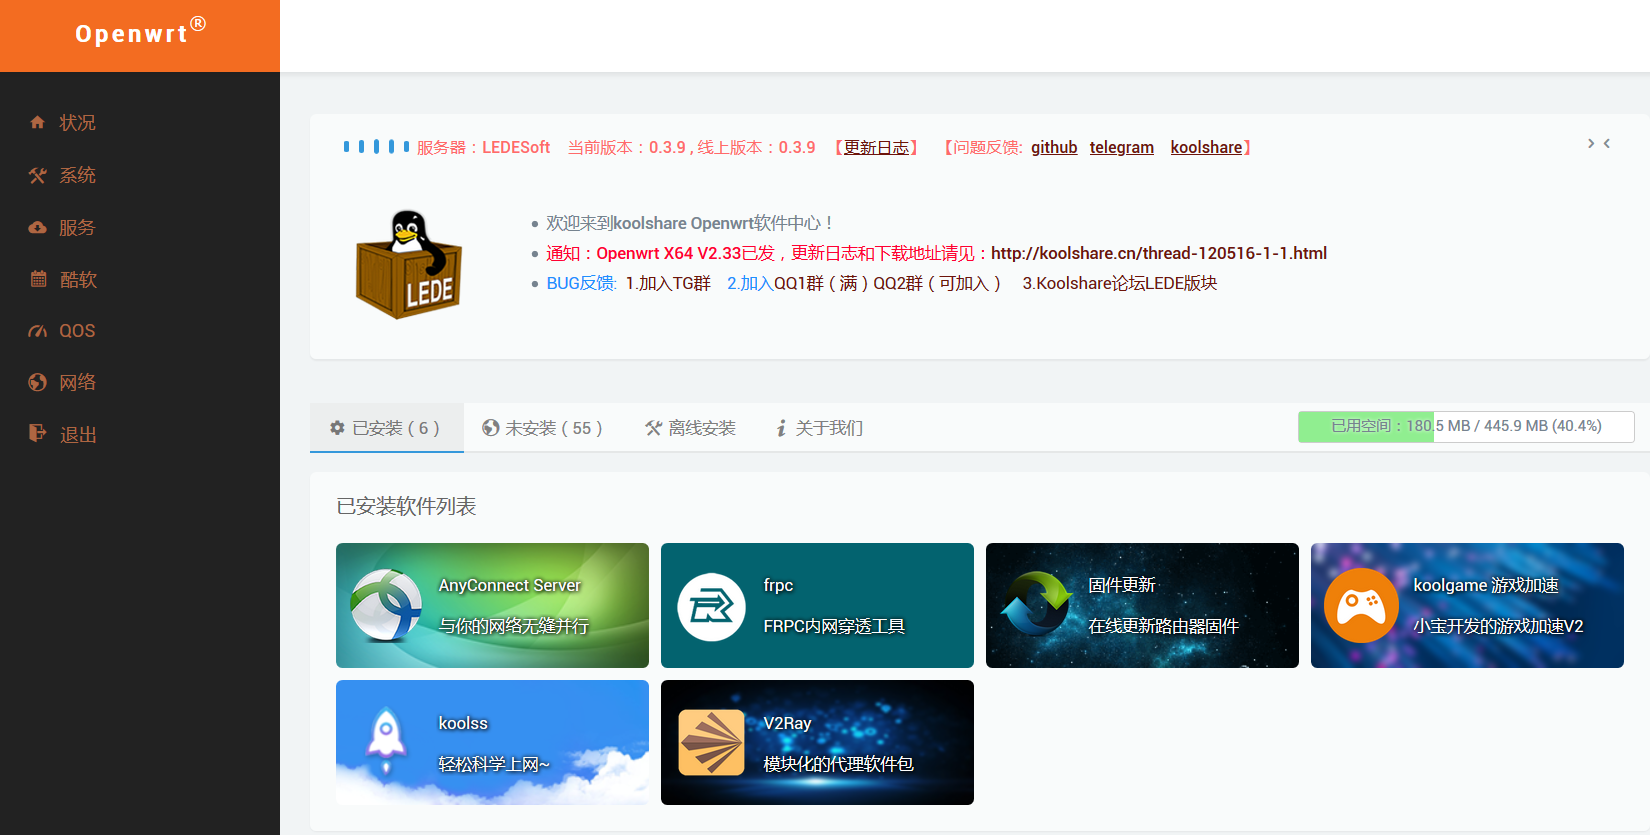 Openwrt®
状况
系统
服务
酷软
QOS
网络
退出
服务器：LEDESoft 当前版本：0.3.9 , 线上版本：0.3.9 【更新日志】 【问题反馈: github telegram koolshare】
LEDE
欢迎来到koolshare Openwrt软件中心！
通知：Openwrt X64 V2.33已发，更新日志和下载地址请见：http://koolshare.cn/thread-120516-1-1.html
BUG反馈: 1.加入TG群 2.加入QQ1群（满）QQ2群（可加入） 3.Koolshare论坛LEDE版块
已安装 ( 6 ) 未安装 ( 55 ) 离线安装 关于我们 已用空间：180.5 MB / 445.9 MB (40.4%)
已安装软件列表
AnyConnect Server
与你的网络无缝并行
frpc
FRPC内网穿透工具
固件更新
在线更新路由器固件
koolgame 游戏加速
小宝开发的游戏加速V2
koolss
轻松科学上网~
V2Ray
模块化的代理软件包